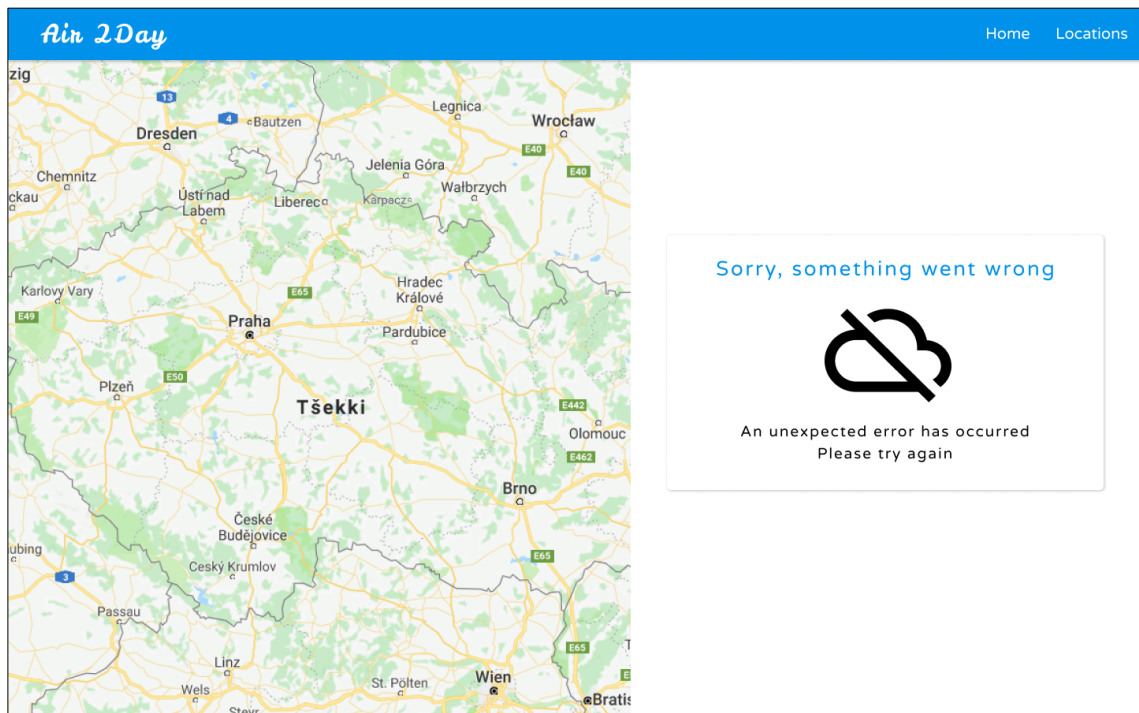 Air 2Day
Home
Locations
zig
13
Legnica
4
Bautzen
Wrocław
Dresden
E40
Jelenia Góra
E40
Chemnitz
Wałbrzych
ckau
Ústí nad
Labem
Liberec
Karpacz
Sorry, something went wrong
Hradec
Králové
Karlovy Vary
E65
E49
Praha
Pardubice
E50
Plzeň
Tšekki
E442
Olomouc
An unexpected error has occurred
Please try again
E462
Brno
České
Budějovice
ubing
E65
Český Krumlov
3
Passau
E65
T
Linz
E
Wien
St. Pölten
Wels
Bratis
Steyr